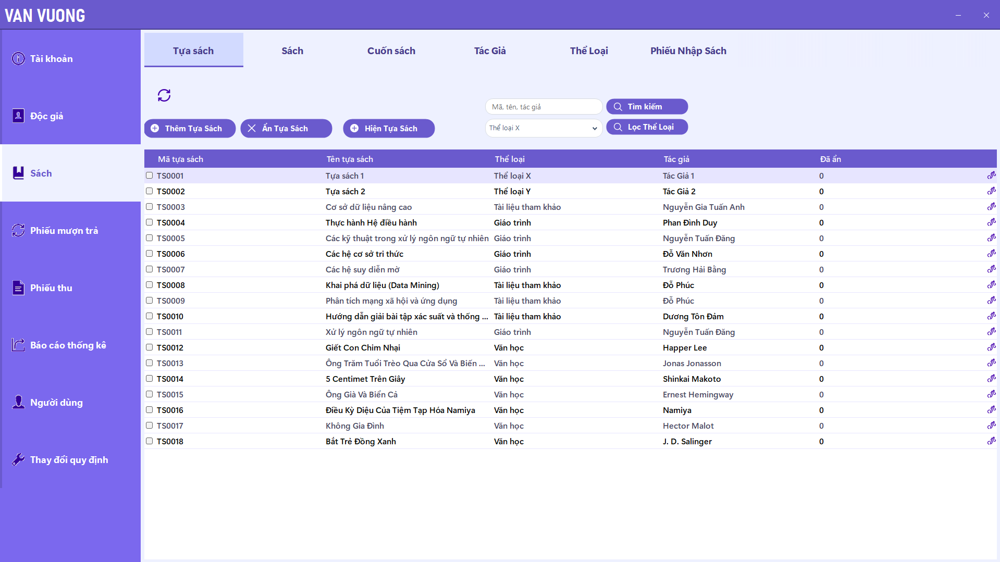 VAN VUONG
Tài khoản
Độc giả
Sách
Phiếu mượn trả
Phiếu thu
Báo cáo thống kê
Người dùng
Thay đổi quy định
Tựa sách Sách Cuốn sách Tác Giả Thể Loại Phiếu Nhập Sách
Mã, tên, tác giả Tìm kiếm
Thêm Tựa Sách Ẩn Tựa Sách Hiện Tựa Sách Thể loại X Lọc Thể Loại
Mã tựa sách Tên tựa sách Thể loại Tác giả Đã ẩn
TS0001 Tựa sách 1 Thể loại X Tác Giả 1 0
TS0002 Tựa sách 2 Thể loại Y Tác Giả 2 0
TS0003 Cơ sở dữ liệu nâng cao Tài liệu tham khảo Nguyễn Gia Tuấn Anh 0
TS0004 Thực hành Hệ điều hành Giáo trình Phan Đình Duy 0
TS0005 Các kỹ thuật trong xử lý ngôn ngữ tự nhiên Giáo trình Nguyễn Tuấn Đăng 0
TS0006 Các hệ cơ sở tri thức Giáo trình Đỗ Văn Nhơn 0
TS0007 Các hệ suy diễn mờ Giáo trình Trương Hải Bằng 0
TS0008 Khai phá dữ liệu (Data Mining) Tài liệu tham khảo Đỗ Phúc 0
TS0009 Phân tích mạng xã hội và ứng dụng Tài liệu tham khảo Đỗ Phúc 0
TS0010 Hướng dẫn giải bài tập xác suất và thống ... Tài liệu tham khảo Dương Tôn Đảm 0
TS0011 Xử lý ngôn ngữ tự nhiên Giáo trình Nguyễn Tuấn Đăng 0
TS0012 Giết Con Chim Nhại Văn học Happer Lee 0
TS0013 Ông Trăm Tuổi Trèo Qua Cửa Sổ Và Biến ... Văn học Jonas Jonasson 0
TS0014 5 Centimet Trên Giây Văn học Shinkai Makoto 0
TS0015 Ông Già Và Biển Cả Văn học Ernest Hemingway 0
TS0016 Điều Kỳ Diệu Của Tiệm Tạp Hóa Namiya Văn học Namiya 0
TS0017 Không Gia Đình Văn học Hector Malot 0
TS0018 Bắt Trẻ Đồng Xanh Văn học J. D. Salinger 0